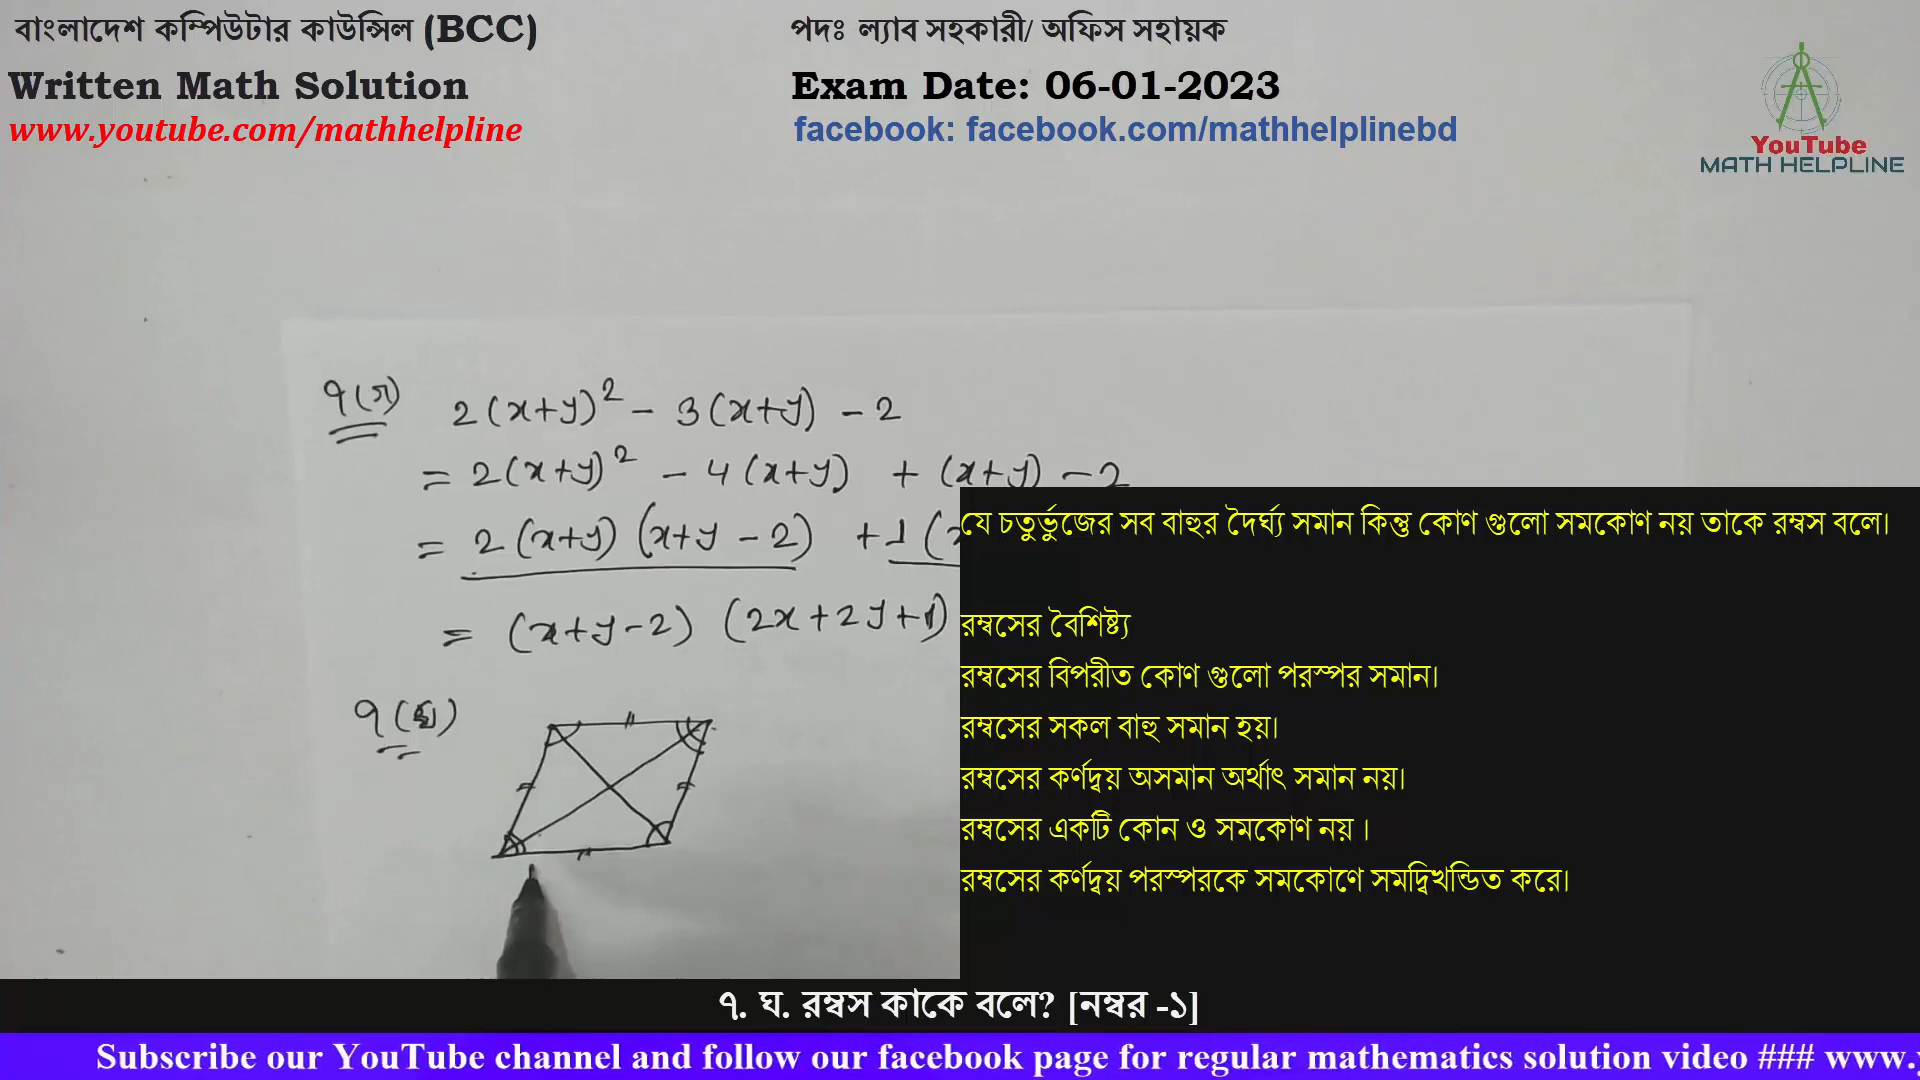 বাংলাদেশ কম্পিউটার কাউন্সিল (BCC)
পদঃ ল্যাব সহকারী/ অফিস সহায়ক
Written Math Solution
Exam Date: 06-01-2023
www.youtube.com/mathhelpline
facebook: facebook.com/mathhelplinebd
YouTube
MATH HELPLINE
৭(গ) 2(x+y)² - 3(x+y) - 2
= 2(x+y)² - 4(x+y) + (x+y) - 2
= 2(x+y)(x+y-2) + 1(
= (x+y-2) (2x+2y+1)
৭(ঘ)
যে চতুর্ভুজের সব বাহুর দৈর্ঘ্য সমান কিন্তু কোণ গুলো সমকোণ নয় তাকে রম্বস বলে।
রম্বসের বৈশিষ্ট্য
রম্বসের বিপরীত কোণ গুলো পরস্পর সমান।
রম্বসের সকল বাহু সমান হয়।
রম্বসের কর্ণদ্বয় অসমান অর্থাৎ সমান নয়।
রম্বসের একটি কোন ও সমকোণ নয়।
রম্বসের কর্ণদ্বয় পরস্পরকে সমকোণে সমদ্বিখন্ডিত করে।
৭. ঘ. রম্বস কাকে বলে? [নম্বর -১]
Subscribe our YouTube channel and follow our facebook page for regular mathematics solution video ### www.